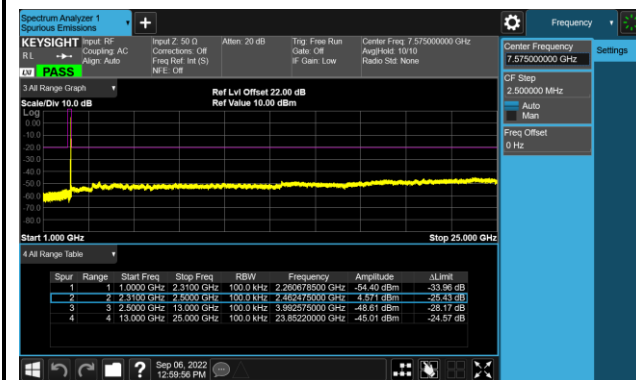 Spectrum Analyzer 1
Spurious Emissions
+
Frequency
KEYSIGHT
RL
Input: RF
Coupling: AC
Align: Auto
Input Z: 50 Ω
Corrections: Off
Freq Ref: Int (S)
NFE: Off
Atten: 20 dB
Trig: Free Run
Gate: Off
IF Gain: Low
Center Freq: 7.575000000 GHz
Avg|Hold: 10/10
Radio Std: None
LXI PASS
Center Frequency
7.575000000 GHz
Settings
CF Step
2.500000 MHz
Auto
Man
Freq Offset
0 Hz
3 All Range Graph
Scale/Div 10.0 dB
Ref Lvl Offset 22.00 dB
Ref Value 10.00 dBm
Log
0.00
-10.0
-20.0
-30.0
-40.0
-50.0
-60.0
-70.0
-80.0
Start 1.000 GHz
Stop 25.000 GHz
4 All Range Table
Spur Range Start Freq Stop Freq RBW Frequency Amplitude ΔLimit
1 1 1.0000 GHz 2.3100 GHz 100.0 kHz 2.260678500 GHz -54.40 dBm -33.96 dB
2 2 2.3100 GHz 2.5000 GHz 100.0 kHz 2.462475000 GHz 4.571 dBm -25.43 dB
3 3 2.5000 GHz 13.000 GHz 100.0 kHz 3.992575000 GHz -48.61 dBm -28.17 dB
4 4 13.000 GHz 25.000 GHz 100.0 kHz 23.85220000 GHz -45.01 dBm -24.57 dB
?
Sep 06, 2022
12:59:56 PM